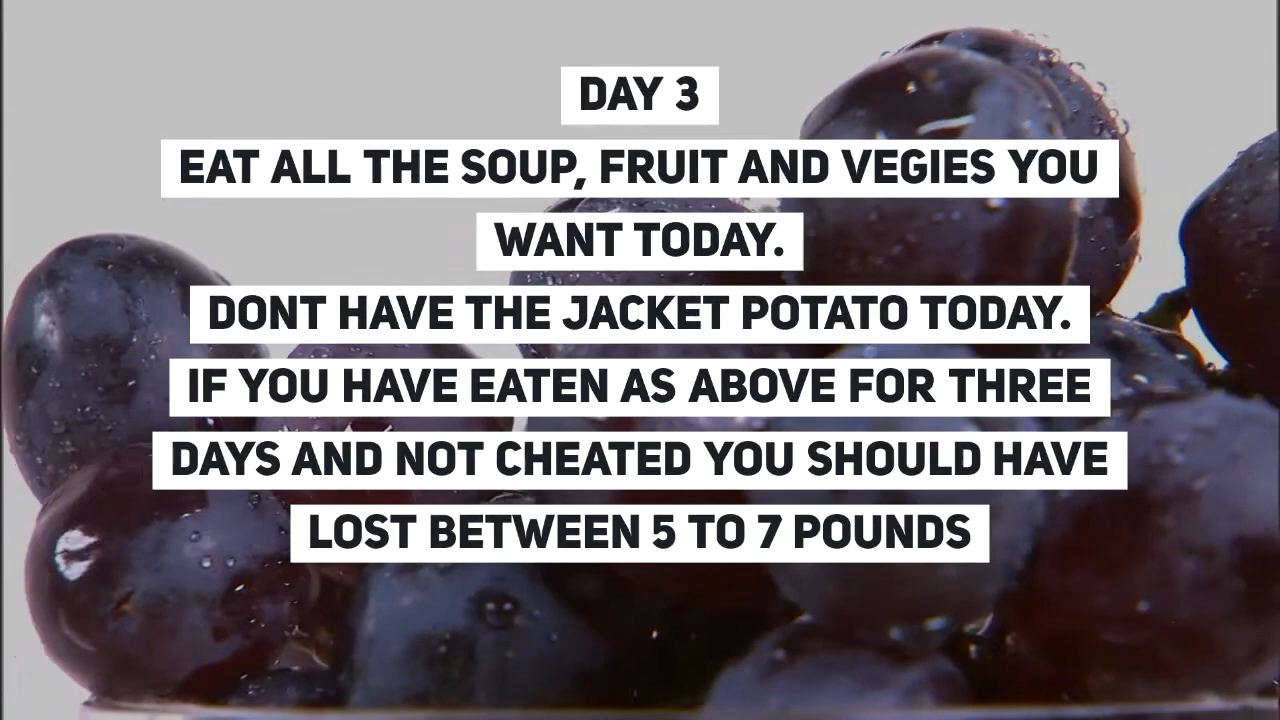 DAY 3
EAT ALL THE SOUP, FRUIT AND VEGIES YOU
WANT TODAY.
DONT HAVE THE JACKET POTATO TODAY.
IF YOU HAVE EATEN AS ABOVE FOR THREE
DAYS AND NOT CHEATED YOU SHOULD HAVE
LOST BETWEEN 5 TO 7 POUNDS